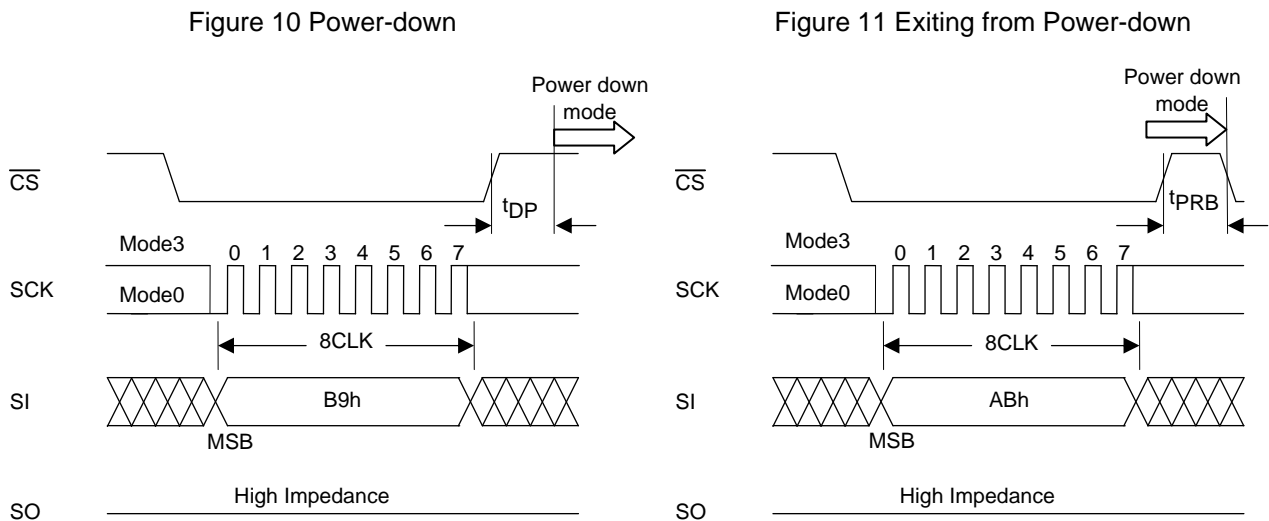 Figure 10 Power-down
Power down
mode
CS
tDP
Mode3
0 1 2 3 4 5 6 7
SCK
Mode0
8CLK
SI
B9h
MSB
High Impedance
SO
Figure 11 Exiting from Power-down
Power down
mode
CS
tPRB
Mode3
0 1 2 3 4 5 6 7
SCK
Mode0
8CLK
SI
ABh
MSB
High Impedance
SO